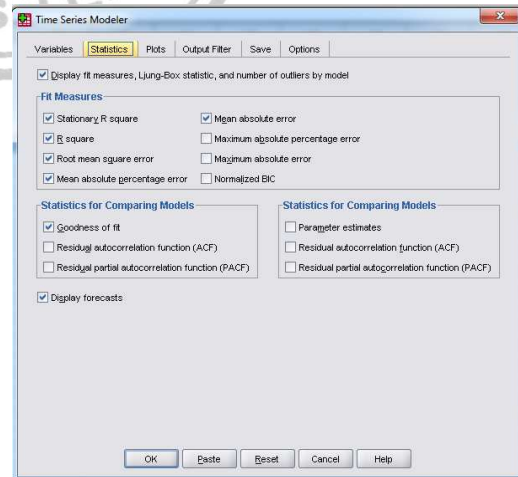 Time Series Modeler
Variables Statistics Plots Output Filter Save Options
Display fit measures, Ljung-Box statistic, and number of outliers by model
Fit Measures
Stationary R square
Mean absolute error
R square
Maximum absolute percentage error
Root mean square error
Maximum absolute error
Mean absolute percentage error
Normalized BIC
Statistics for Comparing Models
Goodness of fit
Residual autocorrelation function (ACF)
Residual partial autocorrelation function (PACF)
Statistics for Comparing Models
Parameter estimates
Residual autocorrelation function (ACF)
Residual partial autocorrelation function (PACF)
Display forecasts
OK Paste Reset Cancel Help